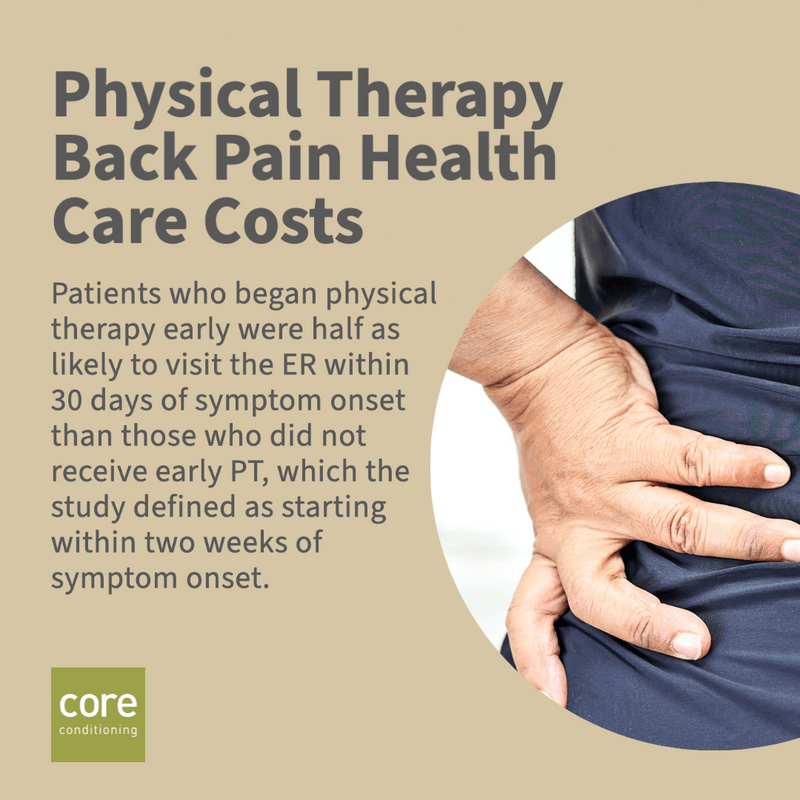 Physical Therapy
Back Pain Health
Care Costs
Patients who began physical
therapy early were half as
likely to visit the ER within
30 days of symptom onset
than those who did not
receive early PT, which the
study defined as starting
within two weeks of
symptom onset.
core
conditioning